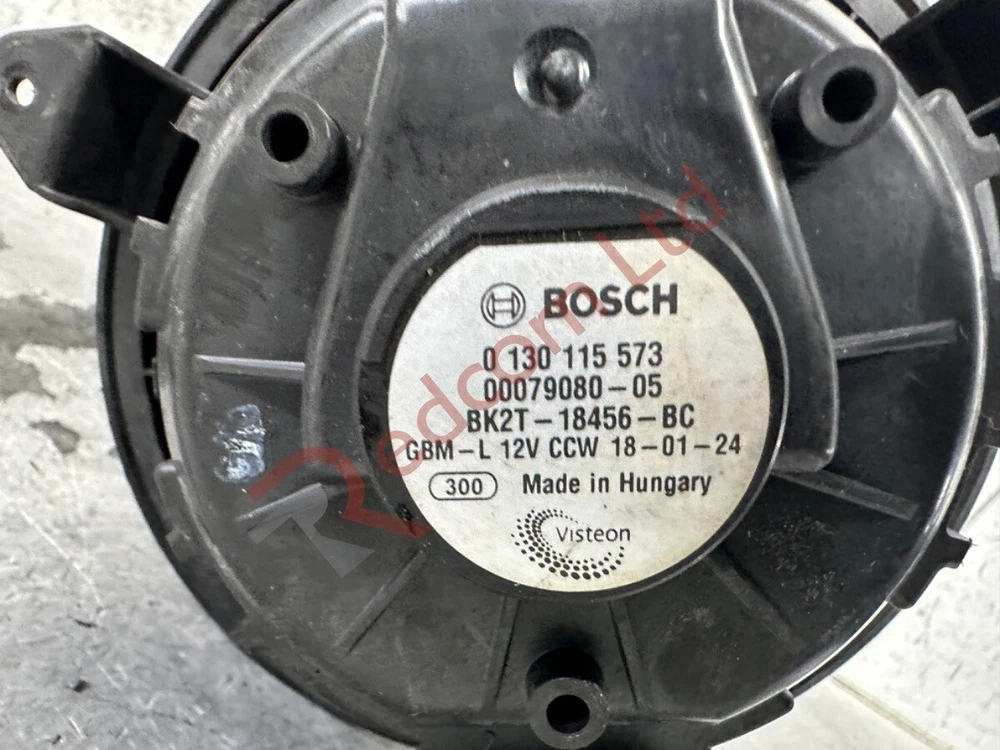 BOSCH
0 130 115 573
00079080-05
BK2T-18456-BC
GBM-L 12V CCW 18-01-24
300 Made in Hungary
Visteon
Redcom Ltd